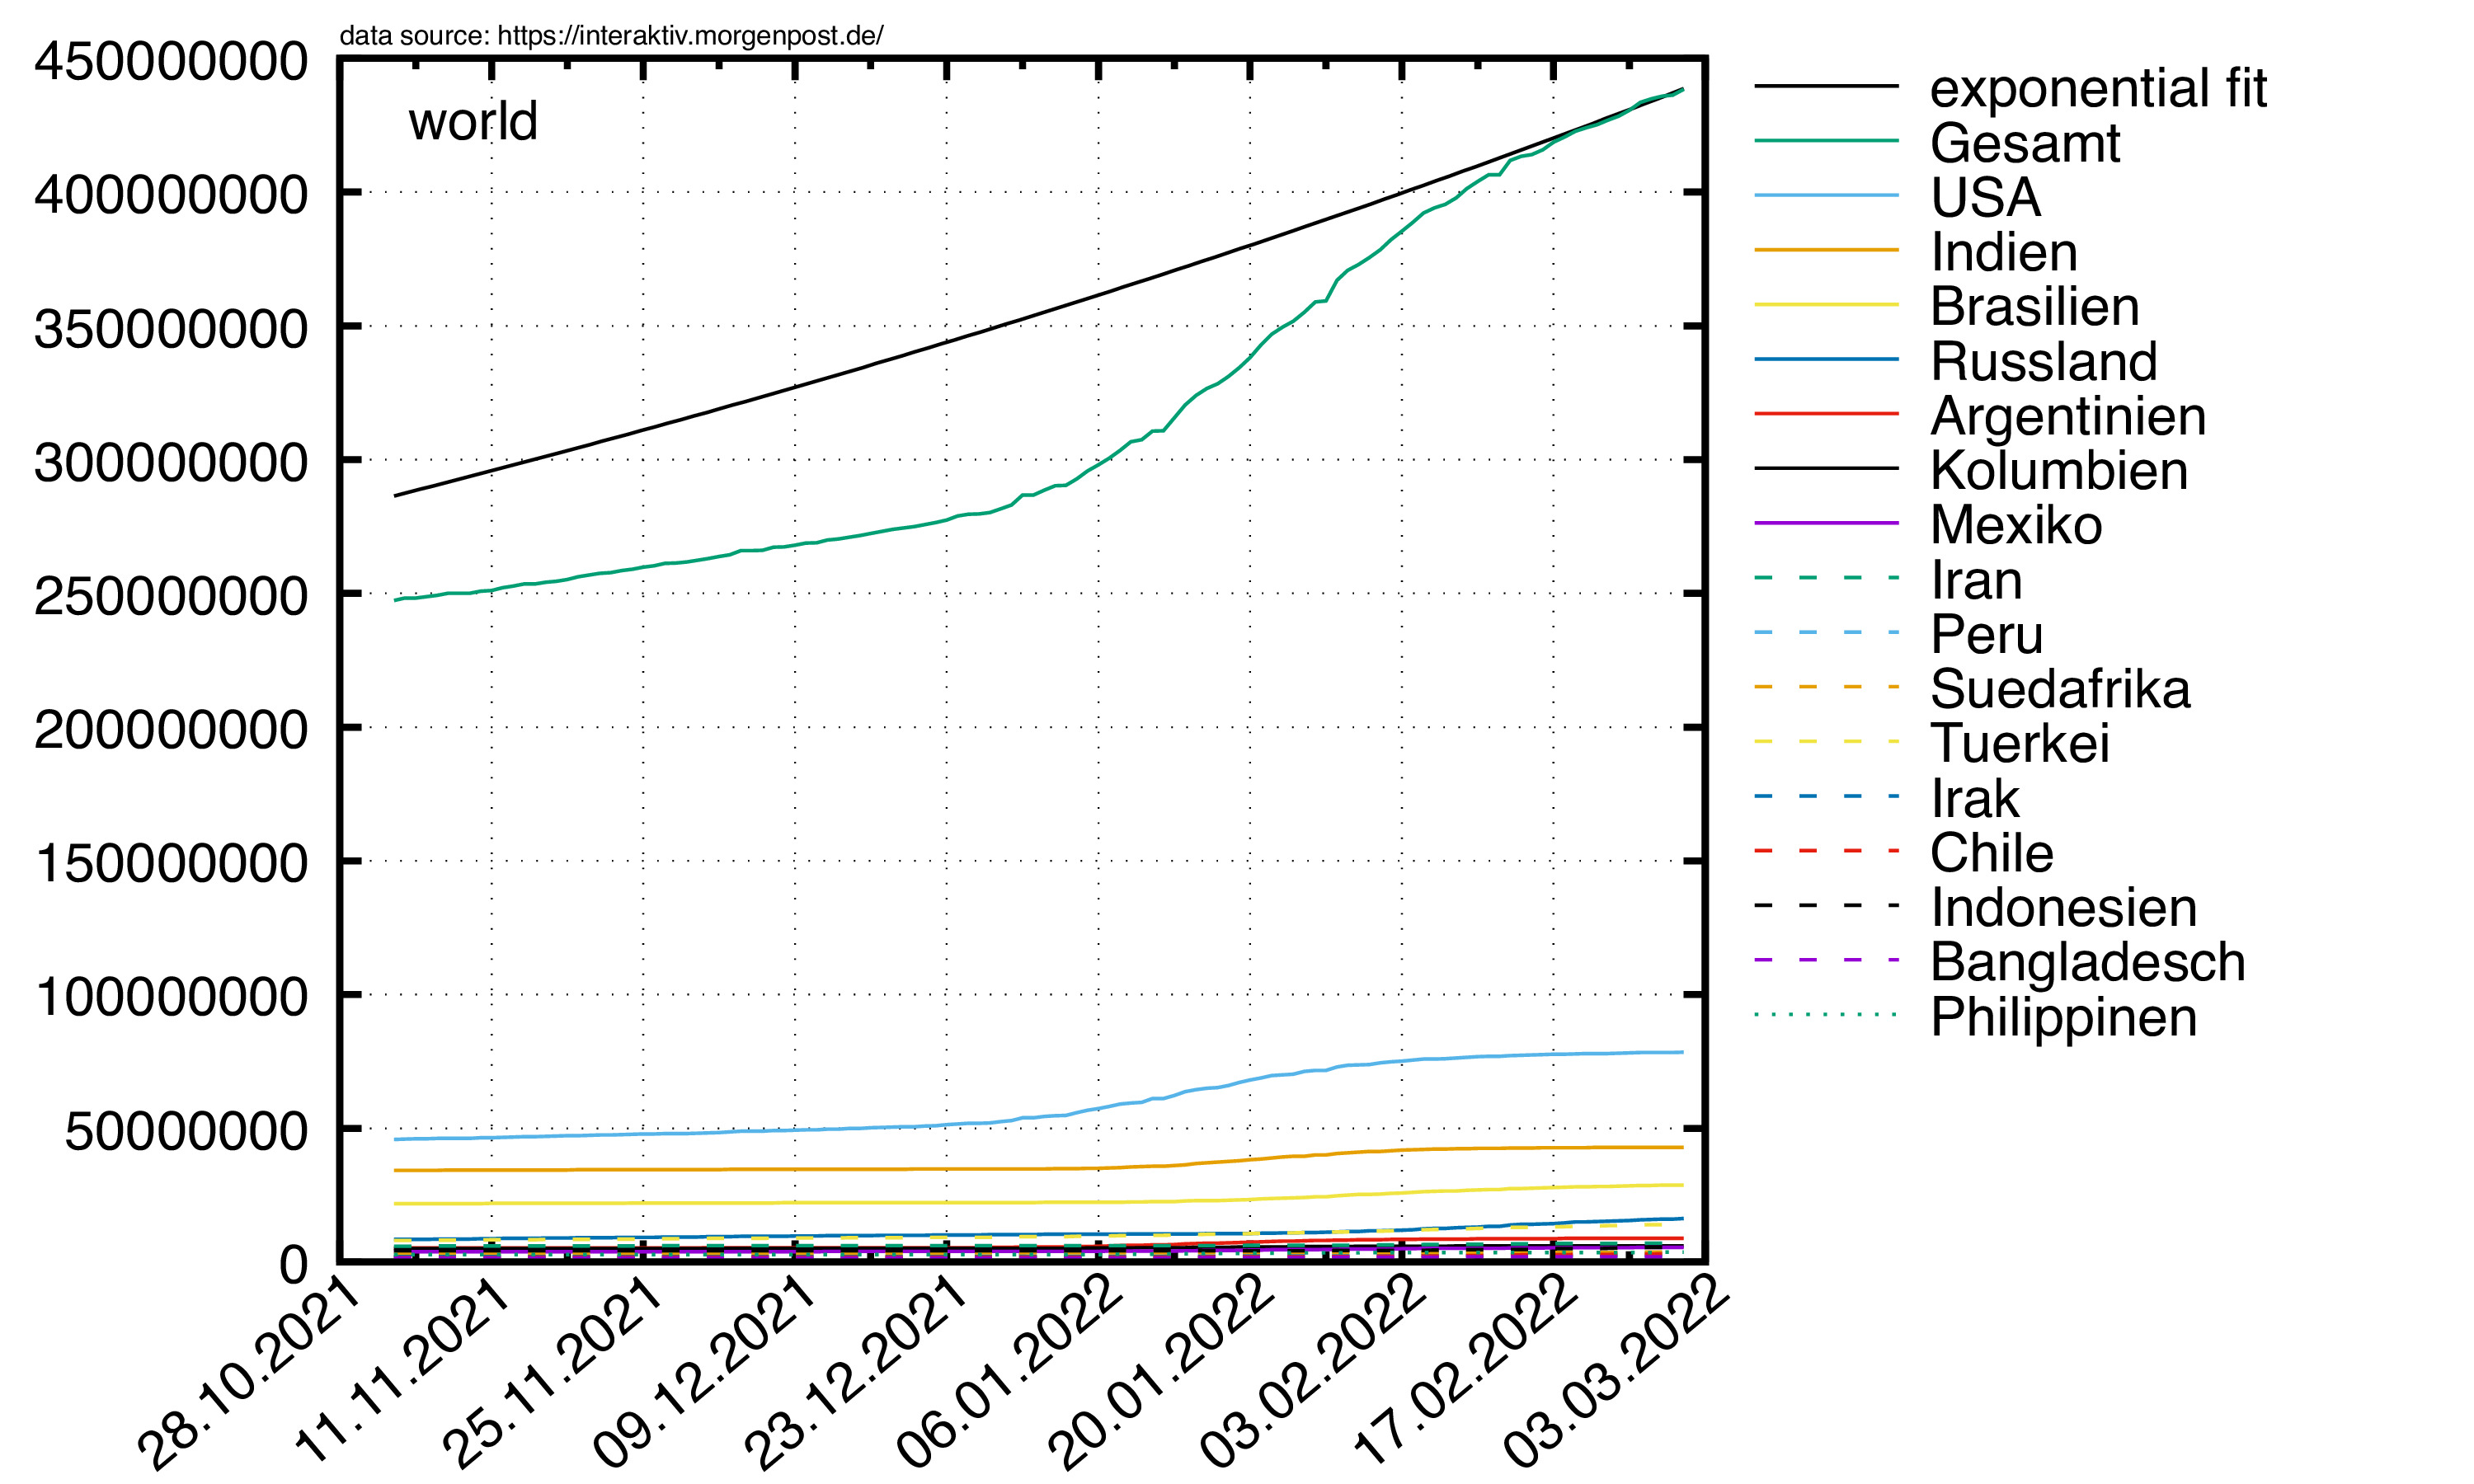 data source: https://interaktiv.morgenpost.de/
450000000
400000000
350000000
300000000
250000000
200000000
150000000
100000000
50000000
0
world
28.10.2021
11.11.2021
25.11.2021
09.12.2021
23.12.2021
06.01.2022
20.01.2022
03.02.2022
17.02.2022
03.03.2022
exponential fit
Gesamt
USA
Indien
Brasilien
Russland
Argentinien
Kolumbien
Mexiko
Iran
Peru
Suedafrika
Tuerkei
Irak
Chile
Indonesien
Bangladesch
Philippinen